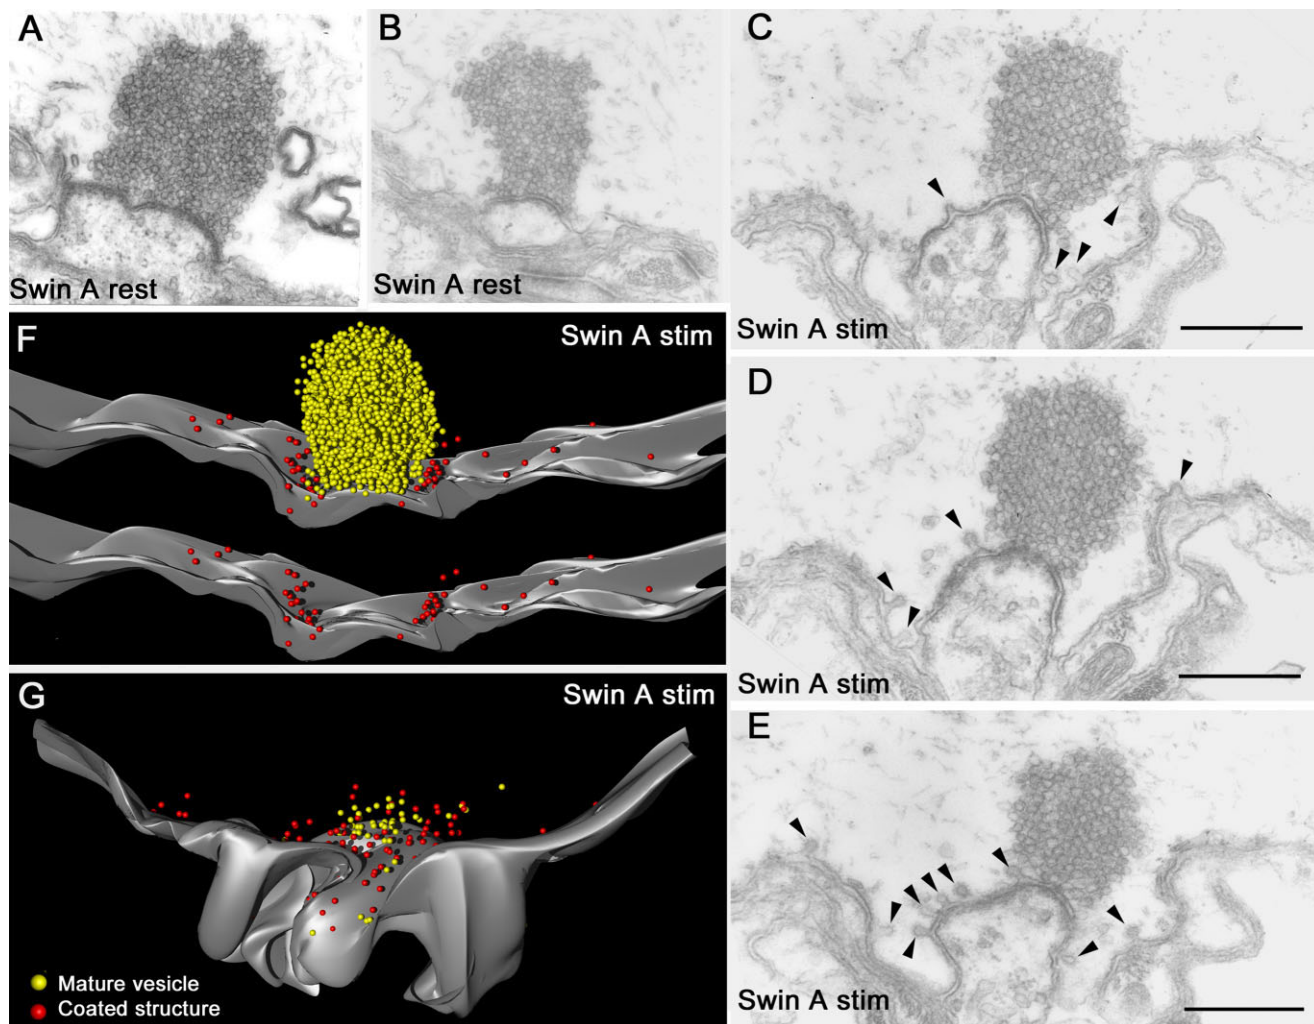 A
B
C
Swin A rest
Swin A rest
Swin A stim
F
Swin A stim
D
Swin A stim
G
Swin A stim
E
Mature vesicle
Coated structure
Swin A stim